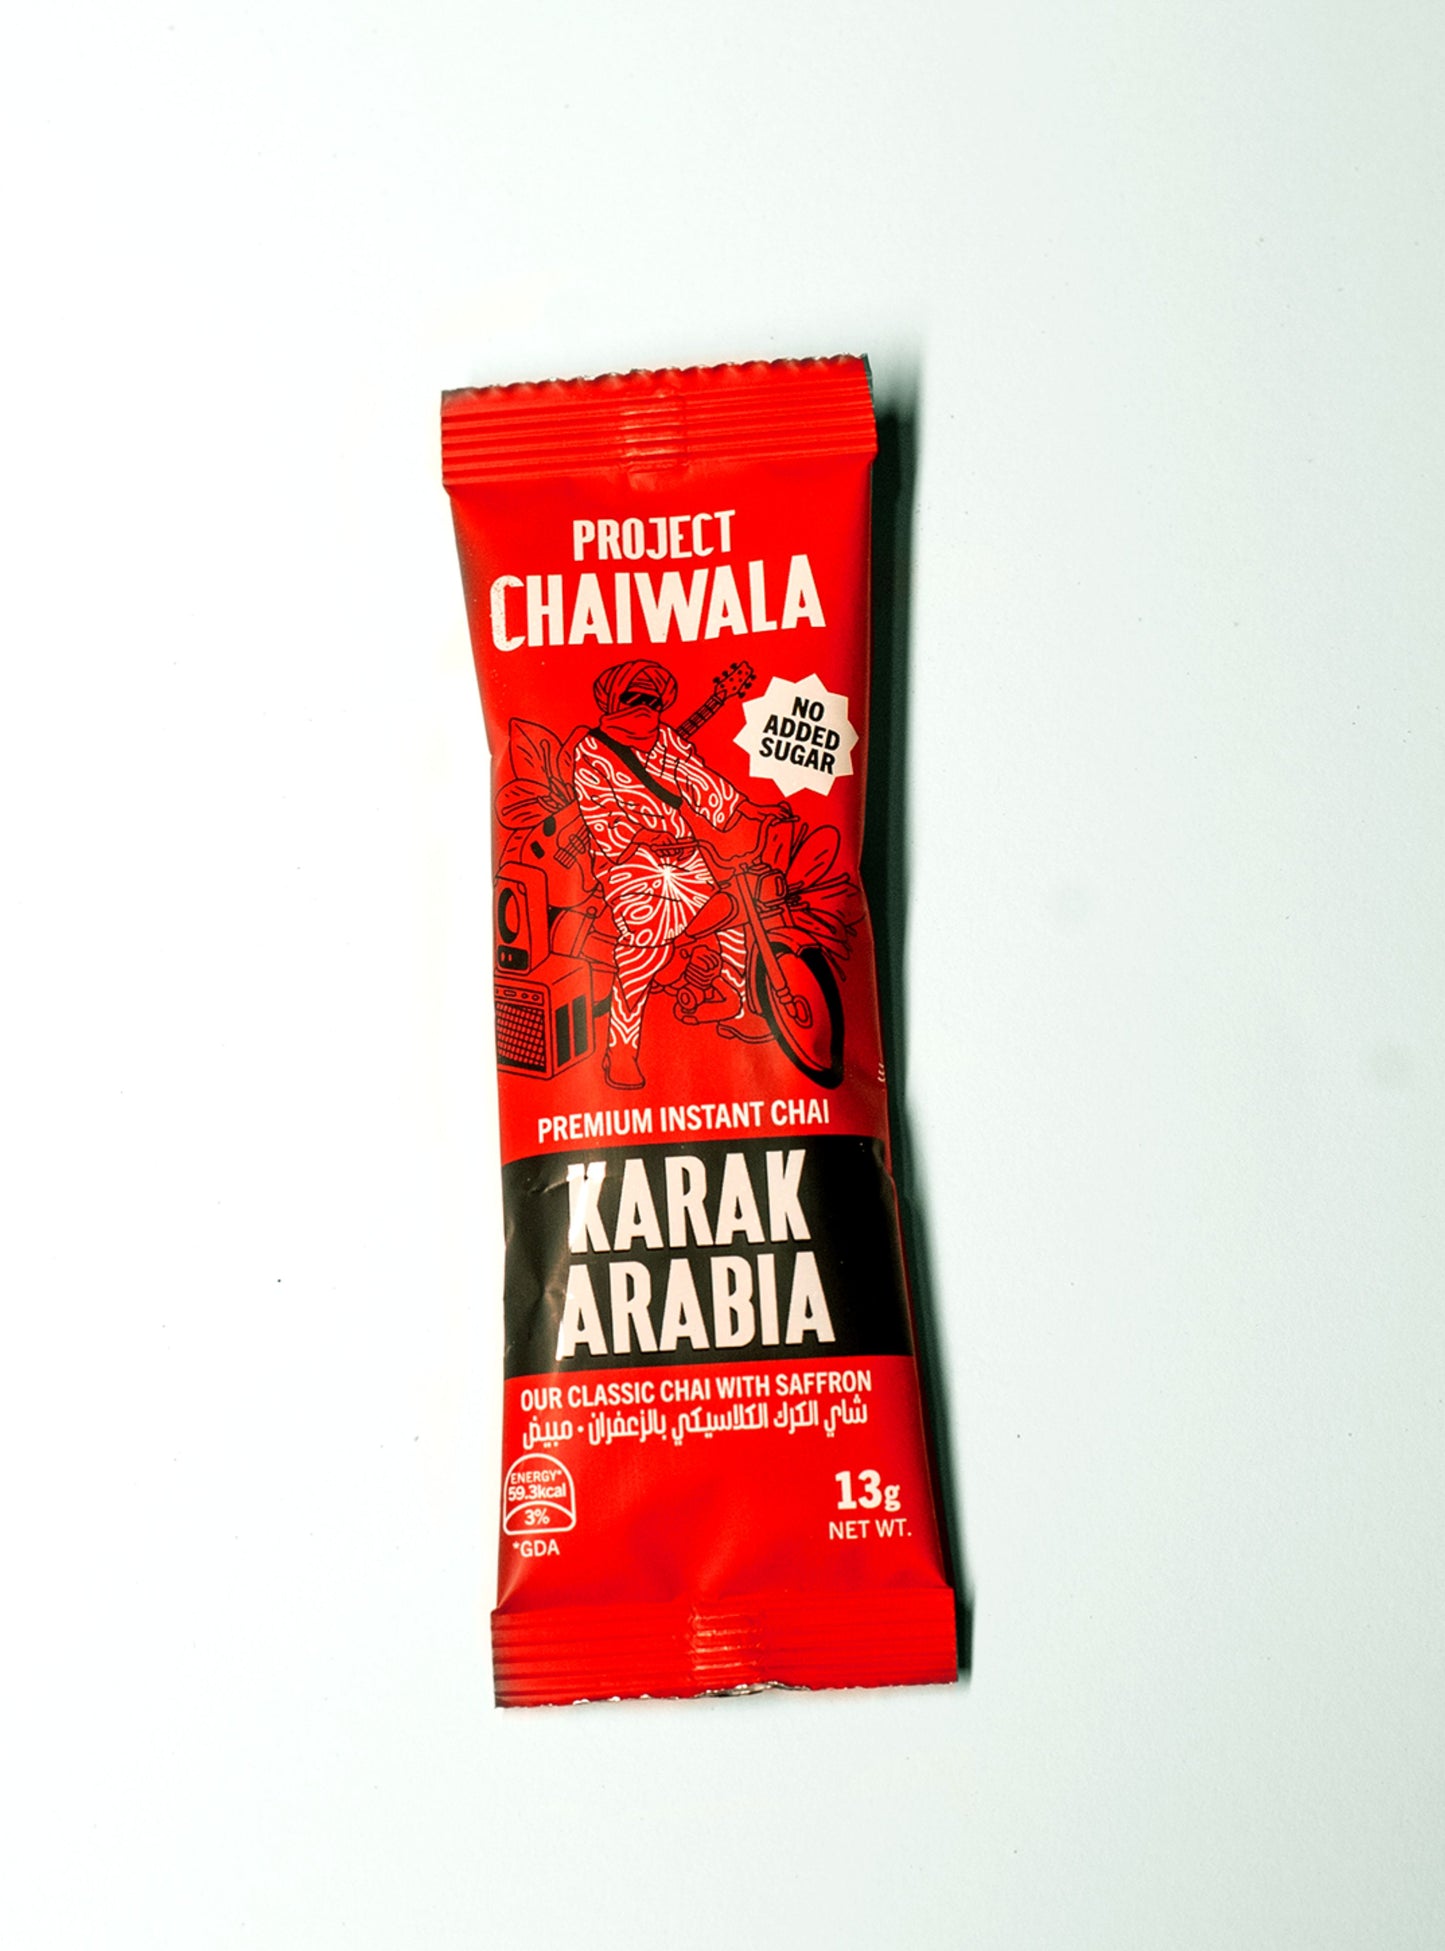 PROJECT
CHAIWALA
NO
ADDED
SUGAR
PREMIUM INSTANT CHAI
KARAK
ARABIA
OUR CLASSIC CHAI WITH SAFFRON
شاي الكرك الكلاسيكي بالزعفران • مبيض
ENERGY*
59.3kcal
3%
*GDA
13g
NET WT.